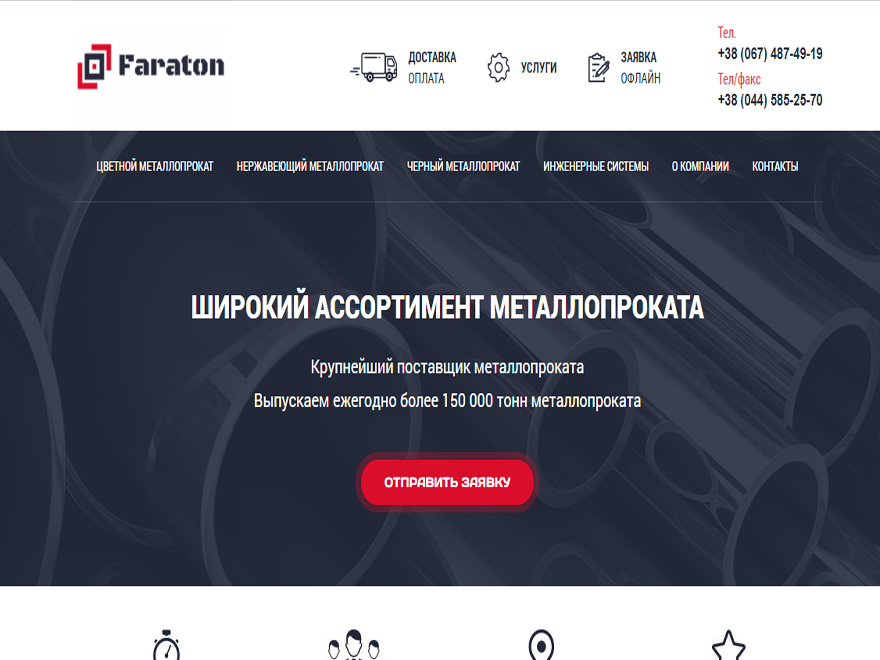 Faraton
ДОСТАВКА
ОПЛАТА
УСЛУГИ
ЗАЯВКА
ОФЛАЙН
Тел.
+38 (067) 487-49-19
Тел/факс
+38 (044) 585-25-70
ЦВЕТНОЙ МЕТАЛЛОПРОКАТ НЕРЖАВЕЮЩИЙ МЕТАЛЛОПРОКАТ ЧЕРНЫЙ МЕТАЛЛОПРОКАТ ИНЖЕНЕРНЫЕ СИСТЕМЫ О КОМПАНИИ КОНТАКТЫ
ШИРОКИЙ АССОРТИМЕНТ МЕТАЛЛОПРОКАТА
Крупнейший поставщик металлопроката
Выпускаем ежегодно более 150 000 тонн металлопроката
ОТПРАВИТЬ ЗАЯВКУ